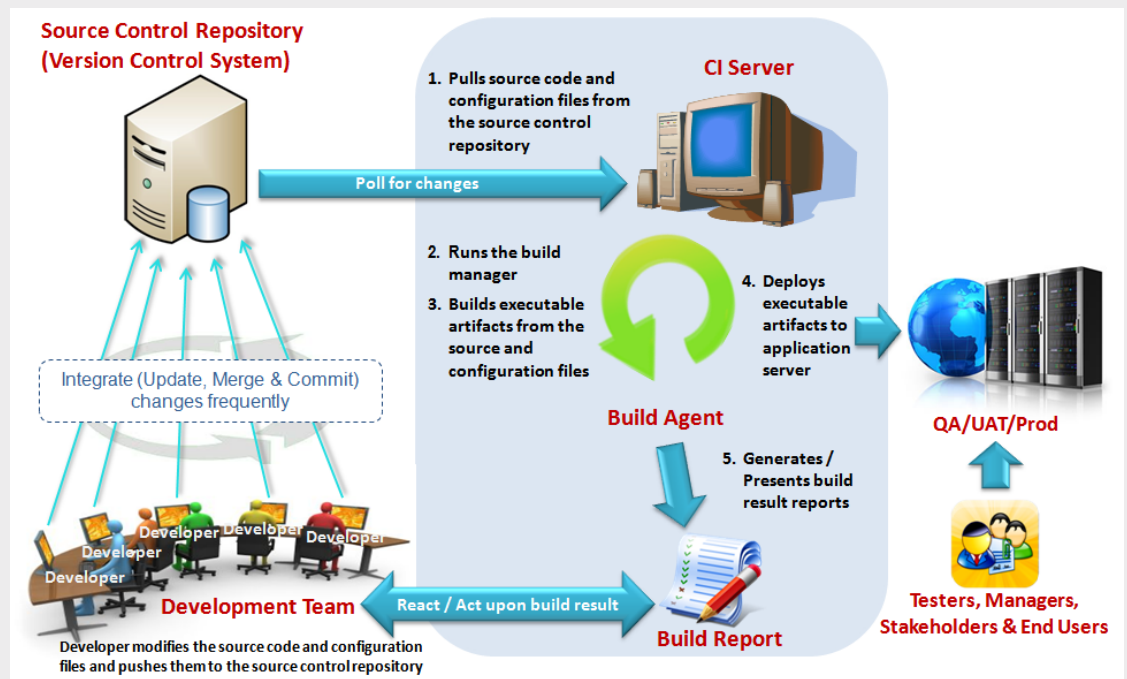 Source Control Repository
(Version Control System)
CI Server
1. Pulls source code and
configuration files from
the source control
repository
Poll for changes
2. Runs the build
manager
3. Builds executable
artifacts from the
source and
configuration files
4. Deploys
executable
artifacts to
application
server
Integrate (Update, Merge & Commit)
changes frequently
Build Agent
QA/UAT/Prod
5. Generates /
Presents build
result reports
Developer
Developer
Developer
Developer
Developer
Development Team
React / Act upon build result
Build Report
Testers, Managers,
Stakeholders & End Users
Developer modifies the source code and configuration
files and pushes them to the source control repository